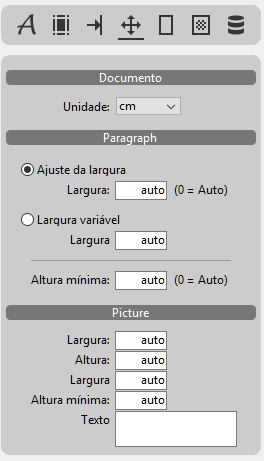 A
Documento
Unidade: cm
Paragraph
Ajuste da largura
Largura: auto (0 = Auto)
Largura variável
Largura auto
Altura mínima: auto (0 = Auto)
Picture
Largura: auto
Altura: auto
Largura auto
Altura mínima: auto
Texto